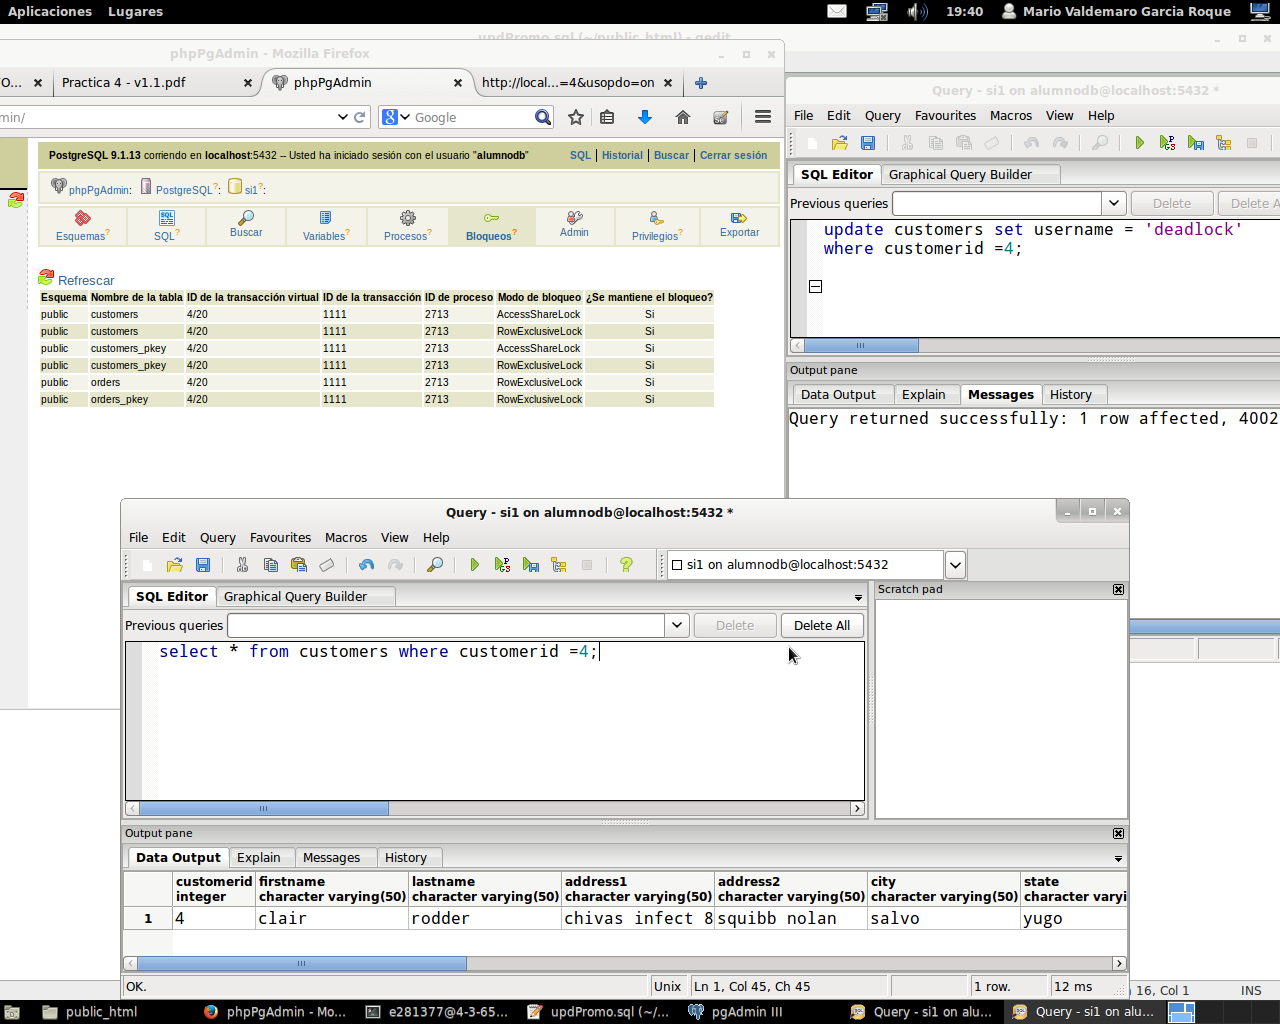 Aplicaciones Lugares 19:40 Mario Valdemaro Garcia Roque
updPromo.sql (~/public_html) - gedit
phpPgAdmin - Mozilla Firefox
O... Practica 4 - v1.1.pdf phpPgAdmin http://local...=4&usopdo=on
min/ Google
PostgreSQL 9.1.13 corriendo en localhost:5432 -- Usted ha iniciado sesión con el usuario "alumnodb" SQL | Historial | Buscar | Cerrar sesión
phpPgAdmin: PostgreSQL?: si1?:
Esquemas? SQL? Buscar Variables? Procesos? Bloqueos? Admin Privilegios? Exportar
Refrescar
Esquema Nombre de la tabla ID de la transacción virtual ID de la transacción ID de proceso Modo de bloqueo ¿Se mantiene el bloqueo?
public customers 4/20 1111 2713 AccessShareLock Si
public customers 4/20 1111 2713 RowExclusiveLock Si
public customers_pkey 4/20 1111 2713 AccessShareLock Si
public customers_pkey 4/20 1111 2713 RowExclusiveLock Si
public orders 4/20 1111 2713 RowExclusiveLock Si
public orders_pkey 4/20 1111 2713 RowExclusiveLock Si
Query - si1 on alumnodb@localhost:5432 *
File Edit Query Favourites Macros View Help
SQL Editor Graphical Query Builder
Previous queries Delete Delete A
update customers set username = 'deadlock'
where customerid =4;
Output pane
Data Output Explain Messages History
Query returned successfully: 1 row affected, 4002
Query - si1 on alumnodb@localhost:5432 *
File Edit Query Favourites Macros View Help
si1 on alumnodb@localhost:5432
SQL Editor Graphical Query Builder
Scratch pad
Previous queries Delete Delete All
select * from customers where customerid =4;
Output pane
Data Output Explain Messages History
customerid firstname lastname address1 address2 city state
integer character varying(50) character varying(50) character varying(50) character varying(50) character varying(50) character varyi
1 4 clair rodder chivas infect 8 squibb nolan salvo yugo
OK. Unix Ln 1, Col 45, Ch 45 1 row. 12 ms
16, Col 1 INS
public_html phpPgAdmin - Mo... e281377@4-3-65... updPromo.sql (~/... pgAdmin III Query - si1 on alu... Query - si1 on alu...